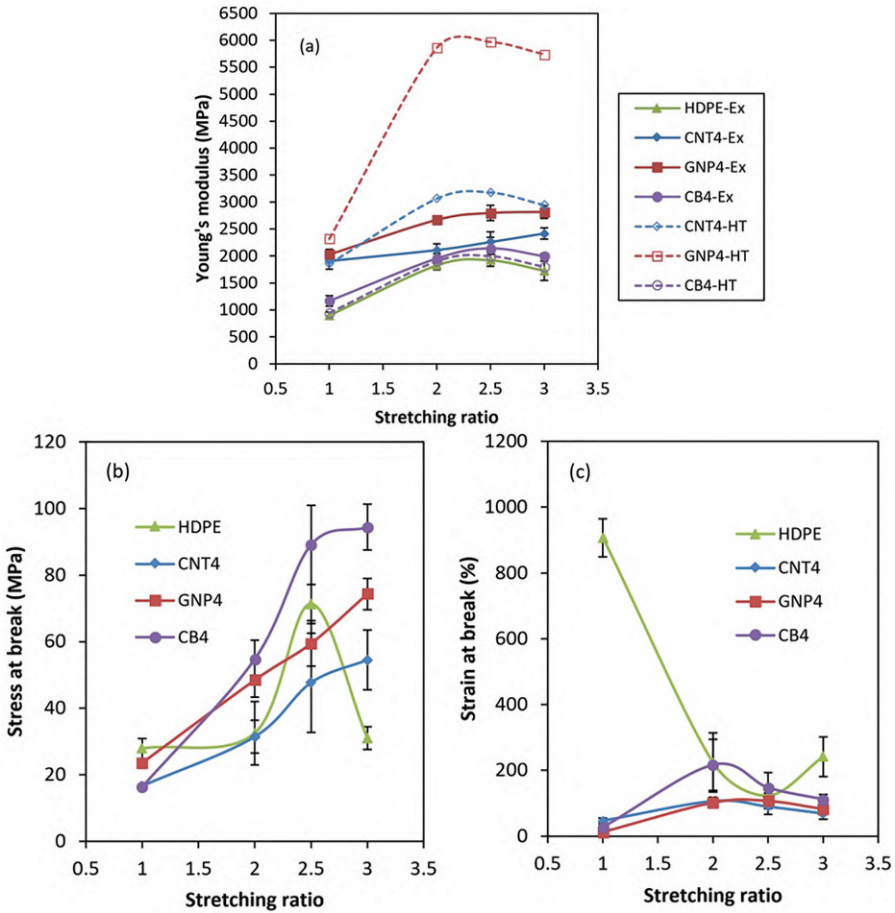 (a)
Young's modulus (MPa)
6500
6000
5500
5000
4500
4000
3500
3000
2500
2000
1500
1000
500
0
0.5 1 1.5 2 2.5 3 3.5
Stretching ratio
HDPE-Ex
CNT4-Ex
GNP4-Ex
CB4-Ex
CNT4-HT
GNP4-HT
CB4-HT
(b)
Stress at break (MPa)
120
100
80
60
40
20
0
HDPE
CNT4
GNP4
CB4
0.5 1 1.5 2 2.5 3 3.5
Stretching ratio
(c)
Strain at break (%)
1200
1000
800
600
400
200
0
HDPE
CNT4
GNP4
CB4
0.5 1 1.5 2 2.5 3 3.5
Stretching ratio